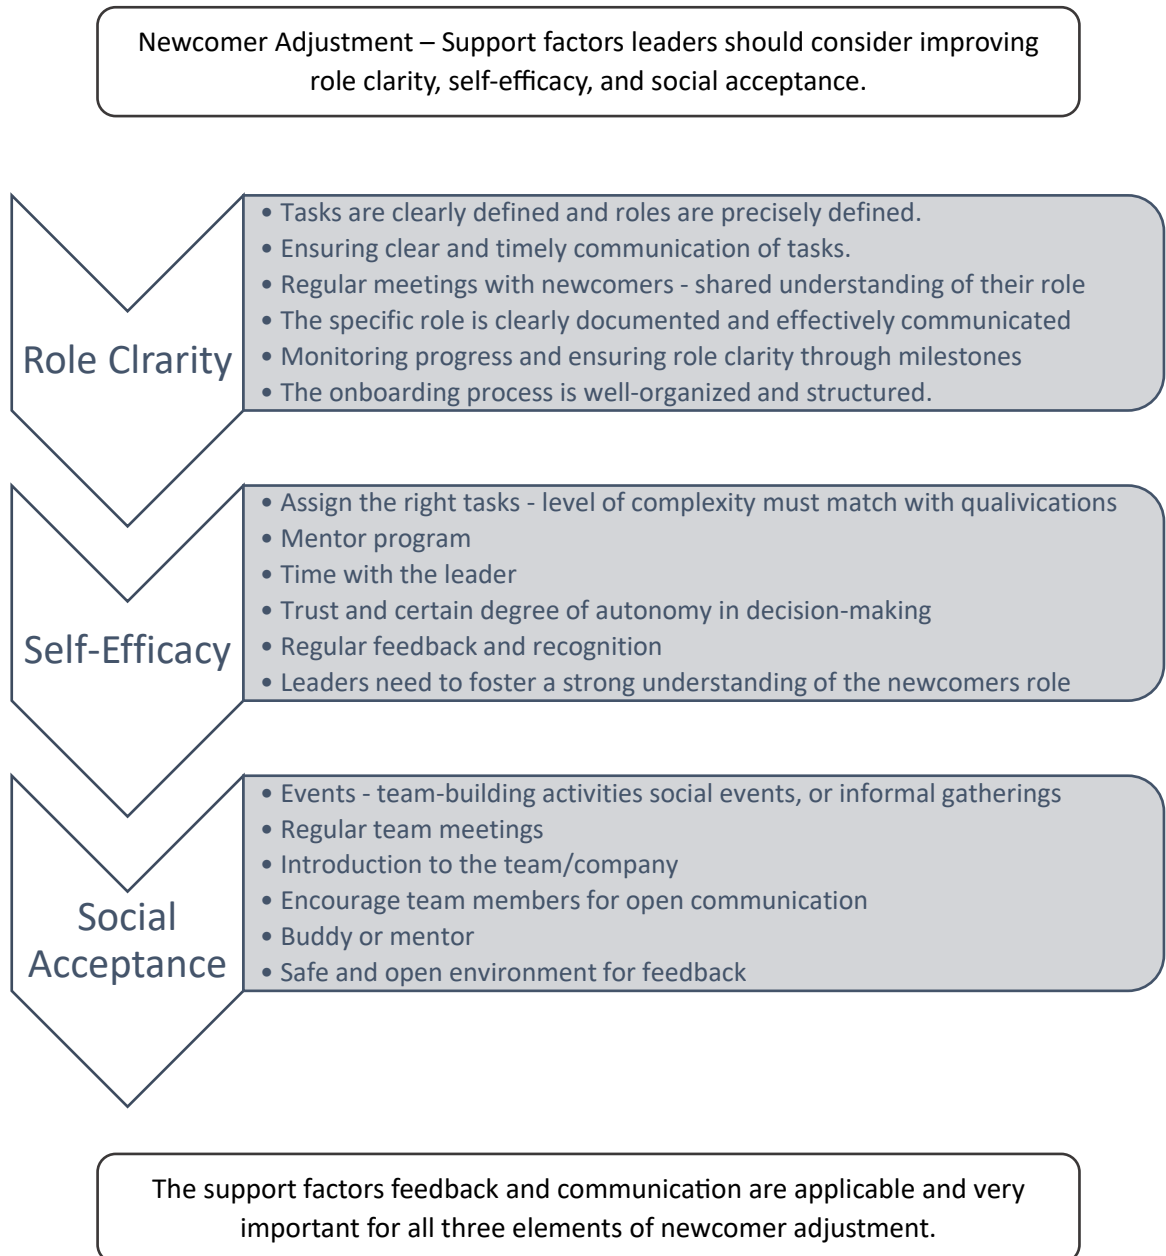 Newcomer Adjustment – Support factors leaders should consider improving
role clarity, self-efficacy, and social acceptance.
Role Clrarity
• Tasks are clearly defined and roles are precisely defined.
• Ensuring clear and timely communication of tasks.
• Regular meetings with newcomers - shared understanding of their role
• The specific role is clearly documented and effectively communicated
• Monitoring progress and ensuring role clarity through milestones
• The onboarding process is well-organized and structured.
Self-Efficacy
• Assign the right tasks - level of complexity must match with qualivications
• Mentor program
• Time with the leader
• Trust and certain degree of autonomy in decision-making
• Regular feedback and recognition
• Leaders need to foster a strong understanding of the newcomers role
Social
Acceptance
• Events - team-building activities social events, or informal gatherings
• Regular team meetings
• Introduction to the team/company
• Encourage team members for open communication
• Buddy or mentor
• Safe and open environment for feedback
The support factors feedback and communication are applicable and very
important for all three elements of newcomer adjustment.